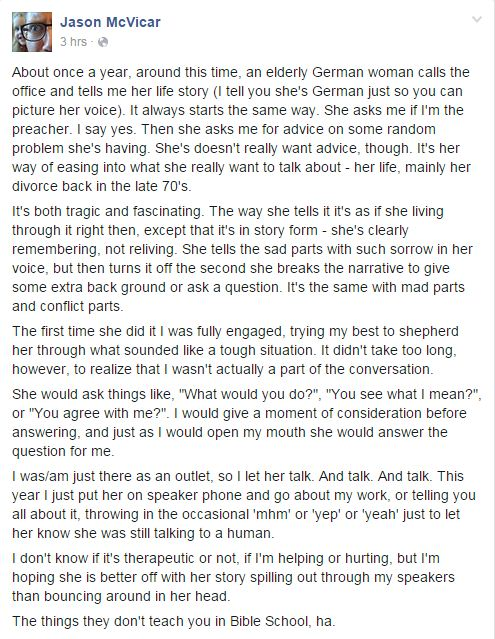 Jason McVicar
3 hrs ·
About once a year, around this time, an elderly German woman calls the
office and tells me her life story (I tell you she's German just so you can
picture her voice). It always starts the same way. She asks me if I'm the
preacher. I say yes. Then she asks me for advice on some random
problem she's having. She's doesn't really want advice, though. It's her
way of easing into what she really want to talk about - her life, mainly her
divorce back in the late 70's.
It's both tragic and fascinating. The way she tells it it's as if she living
through it right then, except that it's in story form - she's clearly
remembering, not reliving. She tells the sad parts with such sorrow in her
voice, but then turns it off the second she breaks the narrative to give
some extra back ground or ask a question. It's the same with mad parts
and conflict parts.
The first time she did it I was fully engaged, trying my best to shepherd
her through what sounded like a tough situation. It didn't take too long,
however, to realize that I wasn't actually a part of the conversation.
She would ask things like, "What would you do?", "You see what I mean?",
or "You agree with me?". I would give a moment of consideration before
answering, and just as I would open my mouth she would answer the
question for me.
I was/am just there as an outlet, so I let her talk. And talk. And talk. This
year I just put her on speaker phone and go about my work, or telling you
all about it, throwing in the occasional 'mhm' or 'yep' or 'yeah' just to let
her know she was still talking to a human.
I don't know if it's therapeutic or not, if I'm helping or hurting, but I'm
hoping she is better off with her story spilling out through my speakers
than bouncing around in her head.
The things they don't teach you in Bible School, ha.